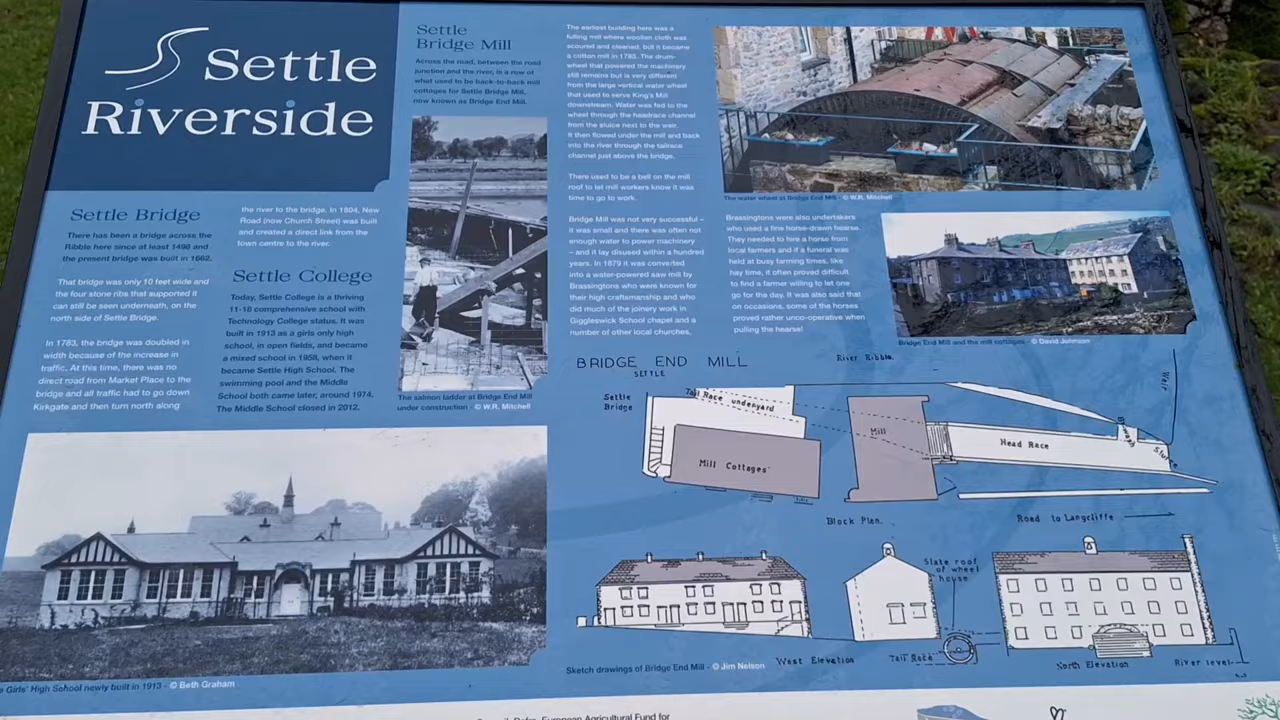 Settle
Riverside
Settle Bridge
There has been a bridge across the
Ribble here since at least 1498 and
the present bridge was built in 1662.
That bridge was only 10 feet wide and
the four stone ribs that supported it
can still be seen underneath, on the
north side of Settle Bridge.
In 1783, the bridge was doubled in
width because of the increase in
traffic. At this time, there was no
direct road from Market Place to the
bridge and all traffic had to go down
Kirkgate and then turn north along
the river to the bridge. In 1804, New
Road (now Church Street) was built
and created a direct link from the
town centre to the river.
Settle College
Today, Settle College is a thriving
11-18 comprehensive school with
Technology College status. It was
built in 1913 as a girls only high
school, in open fields, and became
a mixed school in 1958, when it
became Settle High School. The
swimming pool and the Middle
School both came later, around 1974.
The Middle School closed in 2012.
Girls' High School newly built in 1913 - © Beth Graham
Settle
Bridge Mill
Across the road, between the road
junction and the river, is a row of
what used to be back-to-back mill
cottages for Settle Bridge Mill,
now known as Bridge End Mill.
The salmon ladder at Bridge End Mill
under construction - © W.R. Mitchell
The earliest building here was a
fulling mill where woollen cloth was
scoured and cleaned, but it became
a cotton mill in 1783. The drum-
wheel that powered the machinery
still remains but is very different
from the large vertical water wheel
that used to serve King's Mill
downstream. Water was fed to the
wheel through the headrace channel
from the sluice next to the weir.
It then flowed under the mill and back
into the river through the tailrace
channel just above the bridge.
There used to be a bell on the mill
roof to let mill workers know it was
time to go to work.
Bridge Mill was not very successful –
it was small and there was often not
enough water to power machinery
– and it lay disused within a hundred
years. In 1879 it was converted
into a water-powered saw mill by
Brassingtons who were known for
their high craftsmanship and who
did much of the joinery work in
Giggleswick School chapel and a
number of other local churches.
The water wheel at Bridge End Mill - © W.R. Mitchell
Brassingtons were also undertakers
who used a fine horse-drawn hearse.
They needed to hire a horse from
local farmers and if a funeral was
held at busy farming times, like
hay time, it often proved difficult
to find a farmer willing to let one
go for the day. It was also said that
on occasions, some of the horses
proved rather unco-operative when
pulling the hearse!
Bridge End Mill and the mill cottages - © David Johnson
BRIDGE END MILL
SETTLE
River Ribble.
Weir
Settle
Bridge
Tail Race underyard
Mill
Mill Cottages
Head Race
Block Plan.
Road to Langcliffe
Slate roof
of wheel
house
West Elevation
Tail Race
North Elevation
River level
Sketch drawings of Bridge End Mill - © Jim Nelson
Defra, European Agricultural Fund for